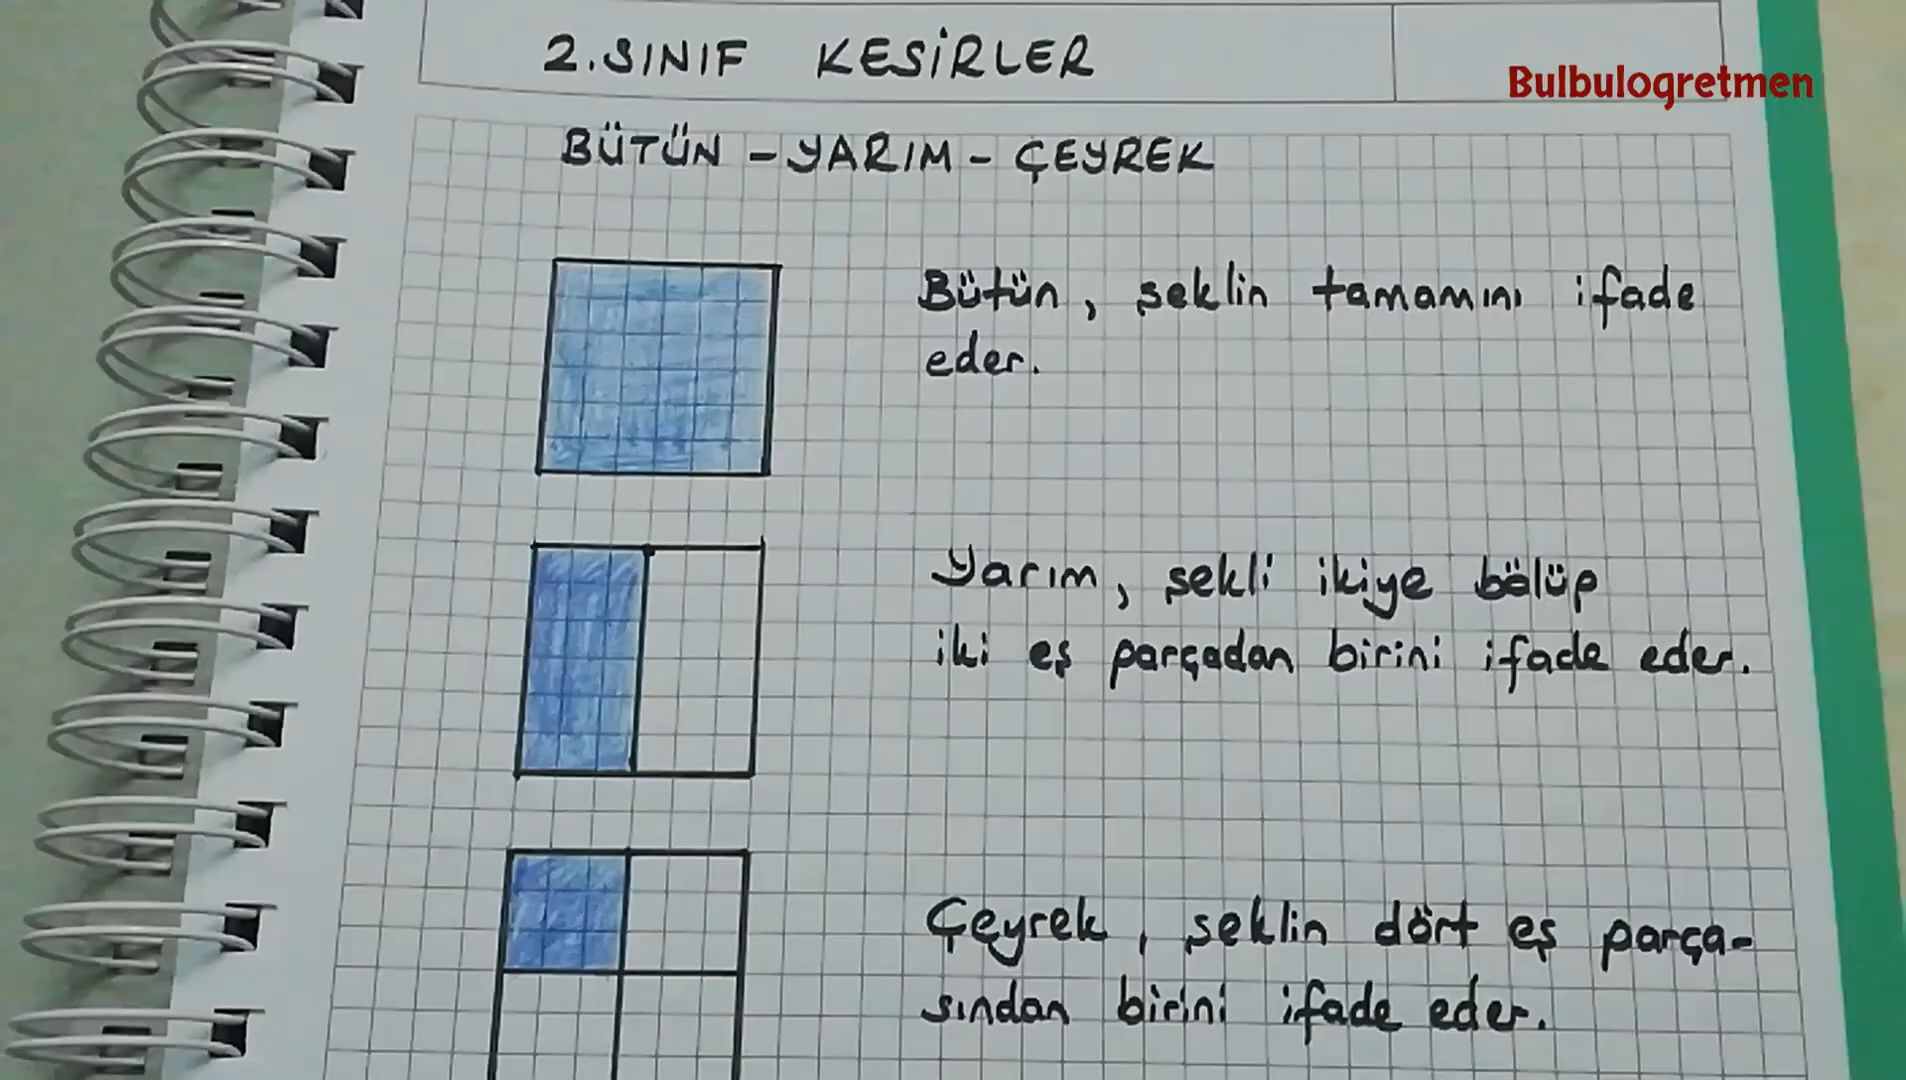 2.SINIF KESİRLER
Bulbulogretmen
BÜTÜN - YARIM - ÇEYREK
Bütün, şeklin tamamını ifade
eder.
Yarım, şekli ikiye bölüp
iki eş parçadan birini ifade eder.
Çeyrek, şeklin dört eş parça-
sından birini ifade eder.